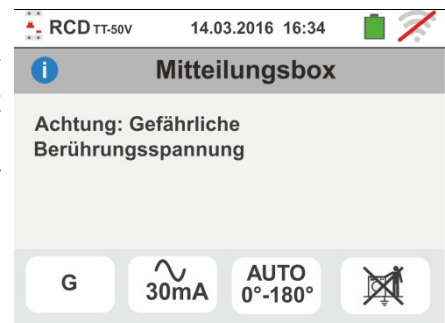 RCD TT-50V 14.03.2016 16:34
Mitteilungsbox
Achtung: Gefährliche
Berührungsspannung
G 30mA AUTO 0°-180°